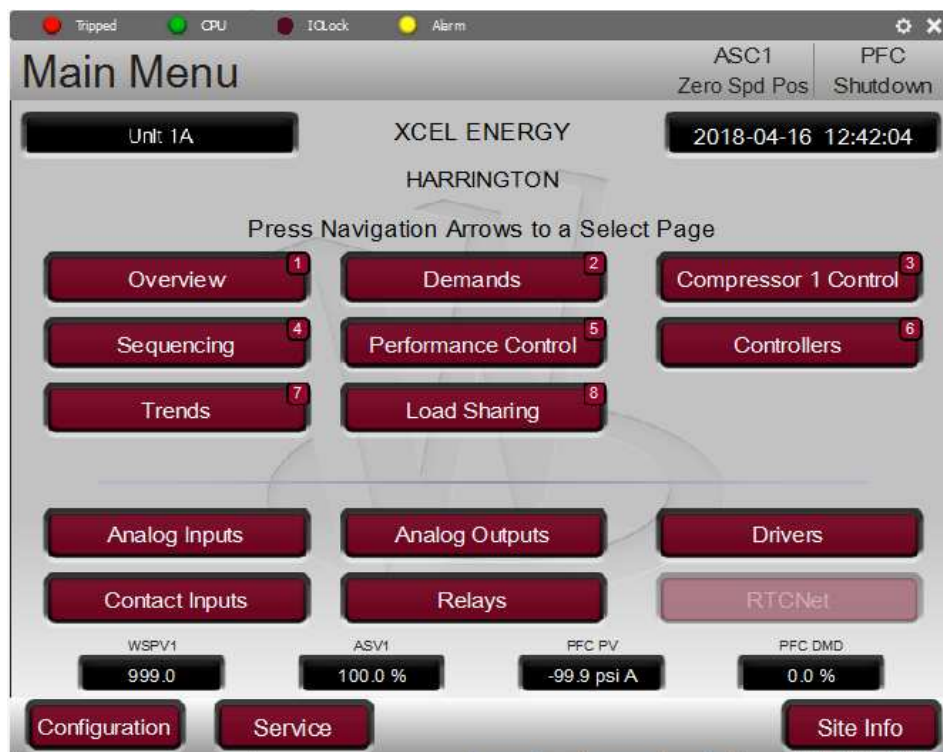 Tripped CPU IOLock Alarm
Main Menu
ASC1 PFC
Zero Spd Pos Shutdown
Unit 1A XCEL ENERGY 2018-04-16 12:42:04
HARRINGTON
Press Navigation Arrows to a Select Page
Overview 1 Demands 2 Compressor 1 Control 3
Sequencing 4 Performance Control 5 Controllers 6
Trends 7 Load Sharing 8
Analog Inputs Analog Outputs Drivers
Contact Inputs Relays RTCNet
WSPV1 ASV1 PFC PV PFC DMD
999.0 100.0 % -99.9 psi A 0.0 %
Configuration Service Site Info